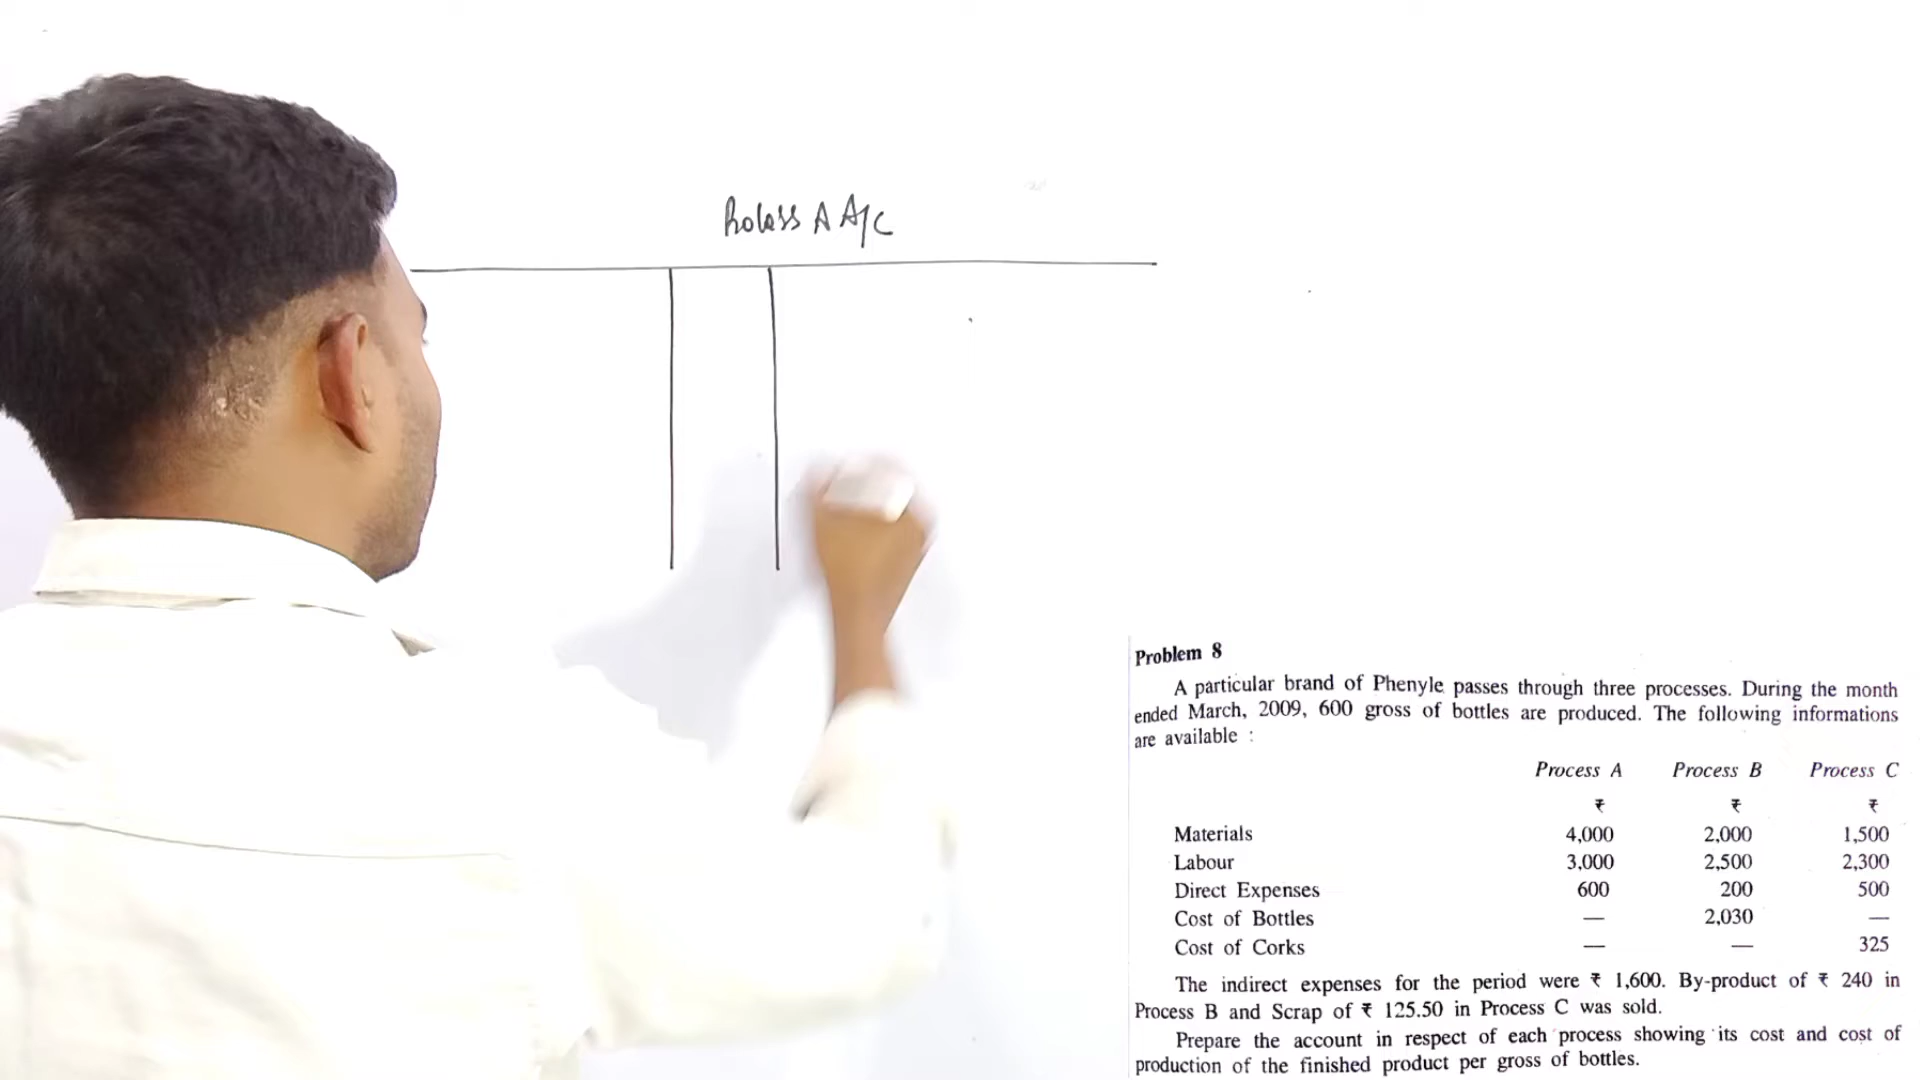 Process A A/C
Problem 8
A particular brand of Phenyle passes through three processes. During the month
ended March, 2009, 600 gross of bottles are produced. The following informations
are available :
Process A Process B Process C
₹ ₹ ₹
Materials 4,000 2,000 1,500
Labour 3,000 2,500 2,300
Direct Expenses 600 200 500
Cost of Bottles — 2,030 —
Cost of Corks — — 325
The indirect expenses for the period were ₹ 1,600. By-product of ₹ 240 in
Process B and Scrap of ₹ 125.50 in Process C was sold.
Prepare the account in respect of each process showing its cost and cost of
production of the finished product per gross of bottles.